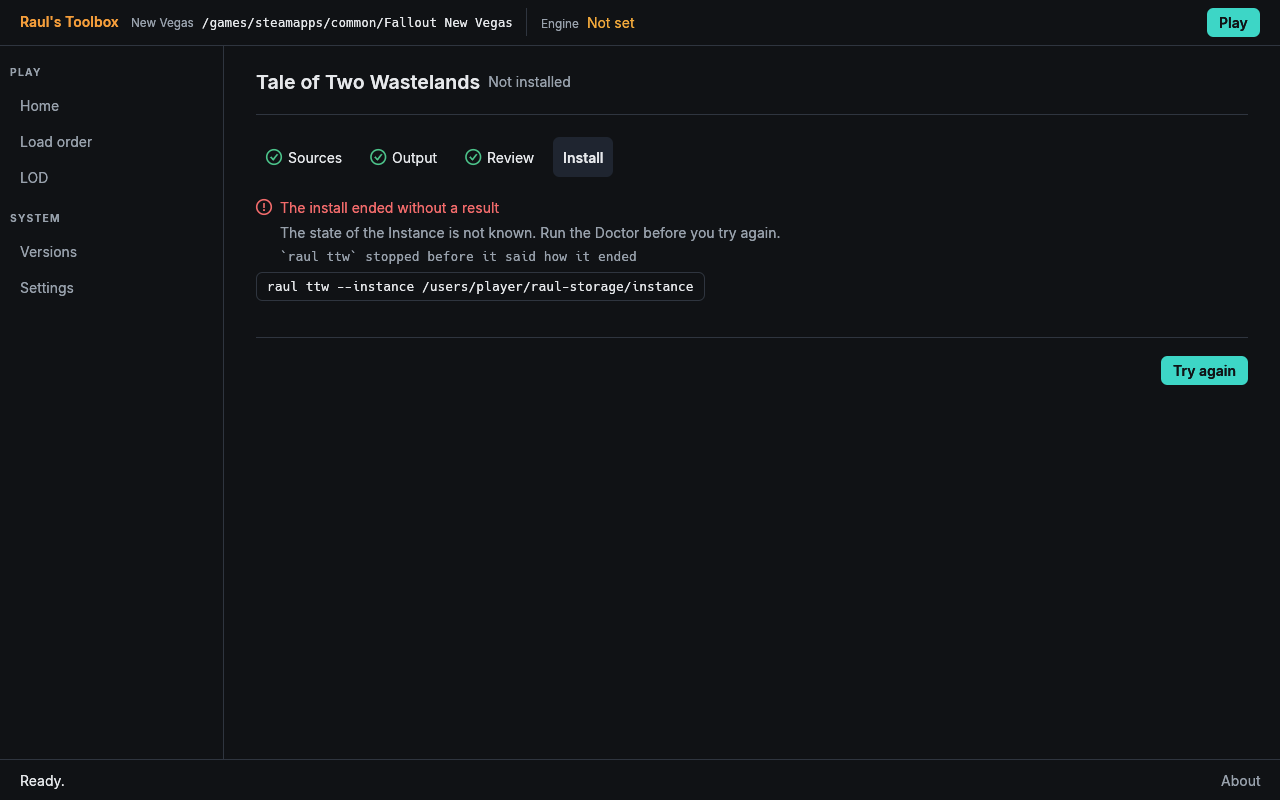 Raul's Toolbox New Vegas /games/steamapps/common/Fallout New Vegas Engine Not set Play
PLAY
Home
Load order
LOD
SYSTEM
Versions
Settings
Tale of Two Wastelands Not installed
Sources Output Review Install
The install ended without a result
The state of the Instance is not known. Run the Doctor before you try again.
`raul ttw` stopped before it said how it ended
raul ttw --instance /users/player/raul-storage/instance
Try again
Ready. About